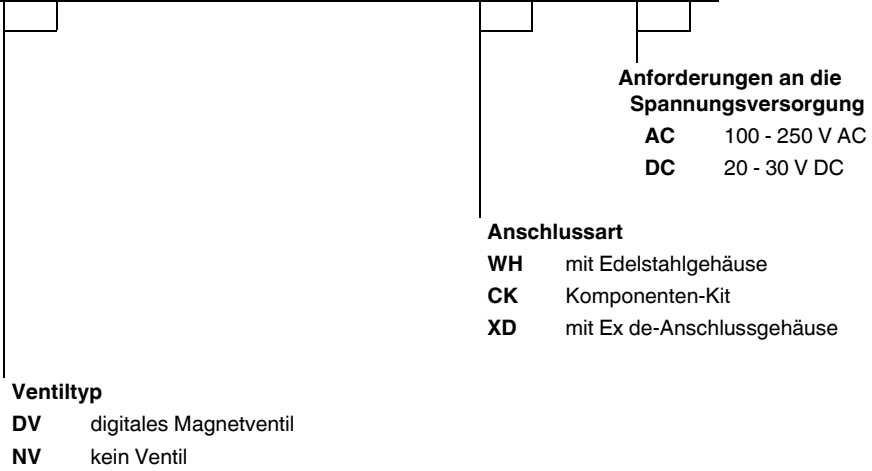 Anforderungen an die
Spannungsversorgung
AC 100 - 250 V AC
DC 20 - 30 V DC
Anschlussart
WH mit Edelstahlgehäuse
CK Komponenten-Kit
XD mit Ex de-Anschlussgehäuse
Ventiltyp
DV digitales Magnetventil
NV kein Ventil